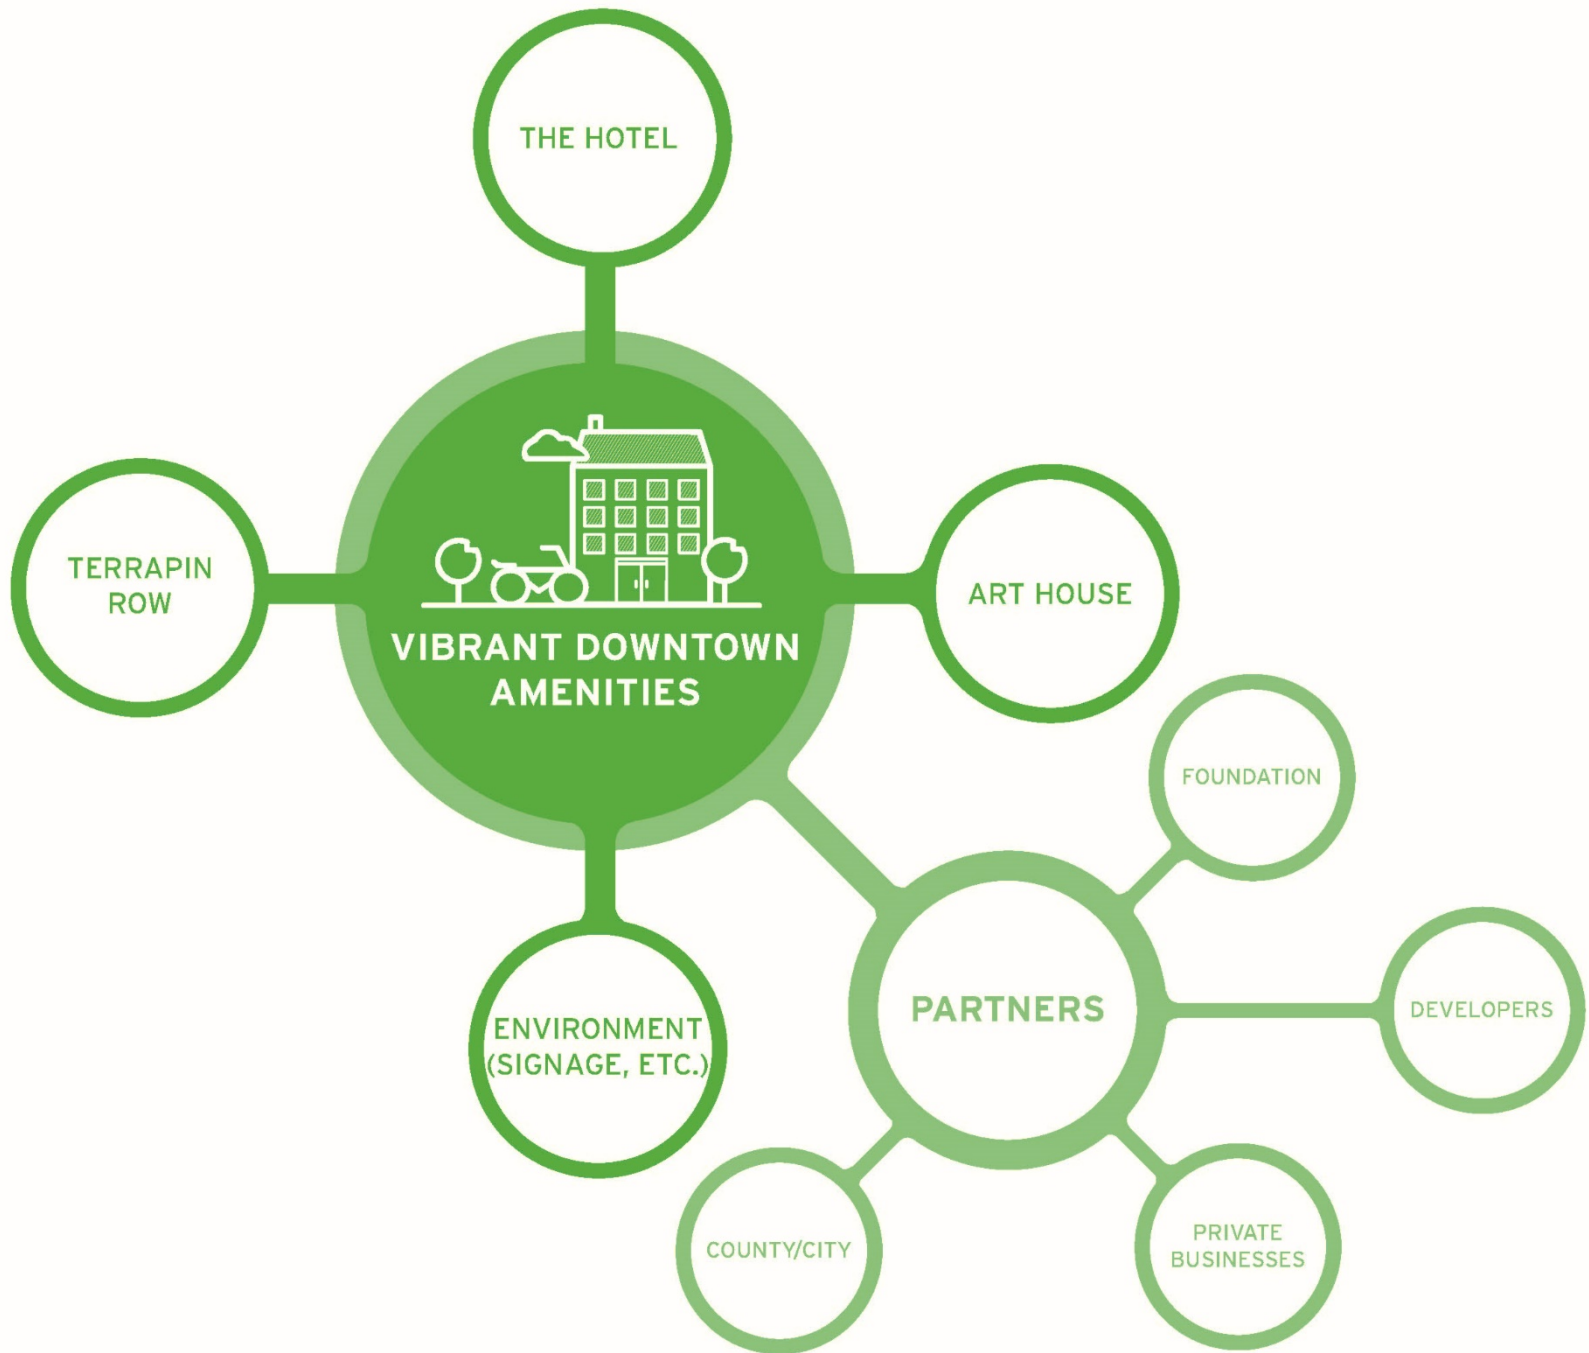 THE HOTEL
TERRAPIN
ROW
VIBRANT DOWNTOWN
AMENITIES
ART HOUSE
FOUNDATION
ENVIRONMENT
(SIGNAGE, ETC.)
PARTNERS
DEVELOPERS
COUNTY/CITY
PRIVATE
BUSINESSES